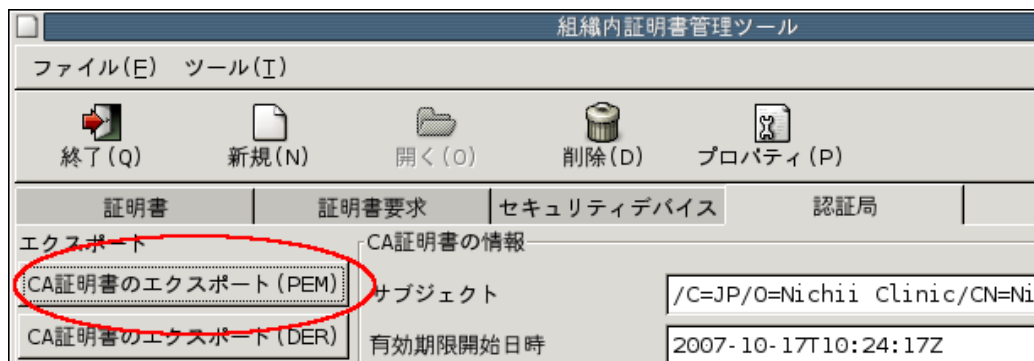 組織内証明書管理ツール
ファイル(F) ツール(T)
終了(Q) 新規(N) 開く(O) 削除(D) プロパティ(P)
証明書 証明書要求 セキュリティデバイス 認証局
エクスポート
CA証明書のエクスポート(PEM)
CA証明書のエクスポート(DER)
CA証明書の情報
サブジェクト /C=JP/O=Nichii Clinic/CN=Ni
有効期限開始日時 2007-10-17T10:24:17Z